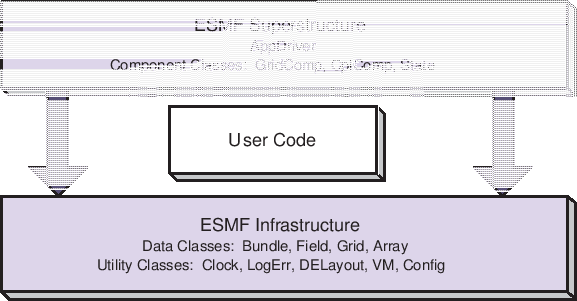 ESMF Superstructure
AppDriver
Component Classes: GridComp, CplComp, State
User Code
ESMF Infrastructure
Data Classes: Bundle, Field, Grid, Array
Utility Classes: Clock, LogErr, DELayout, VM, Config